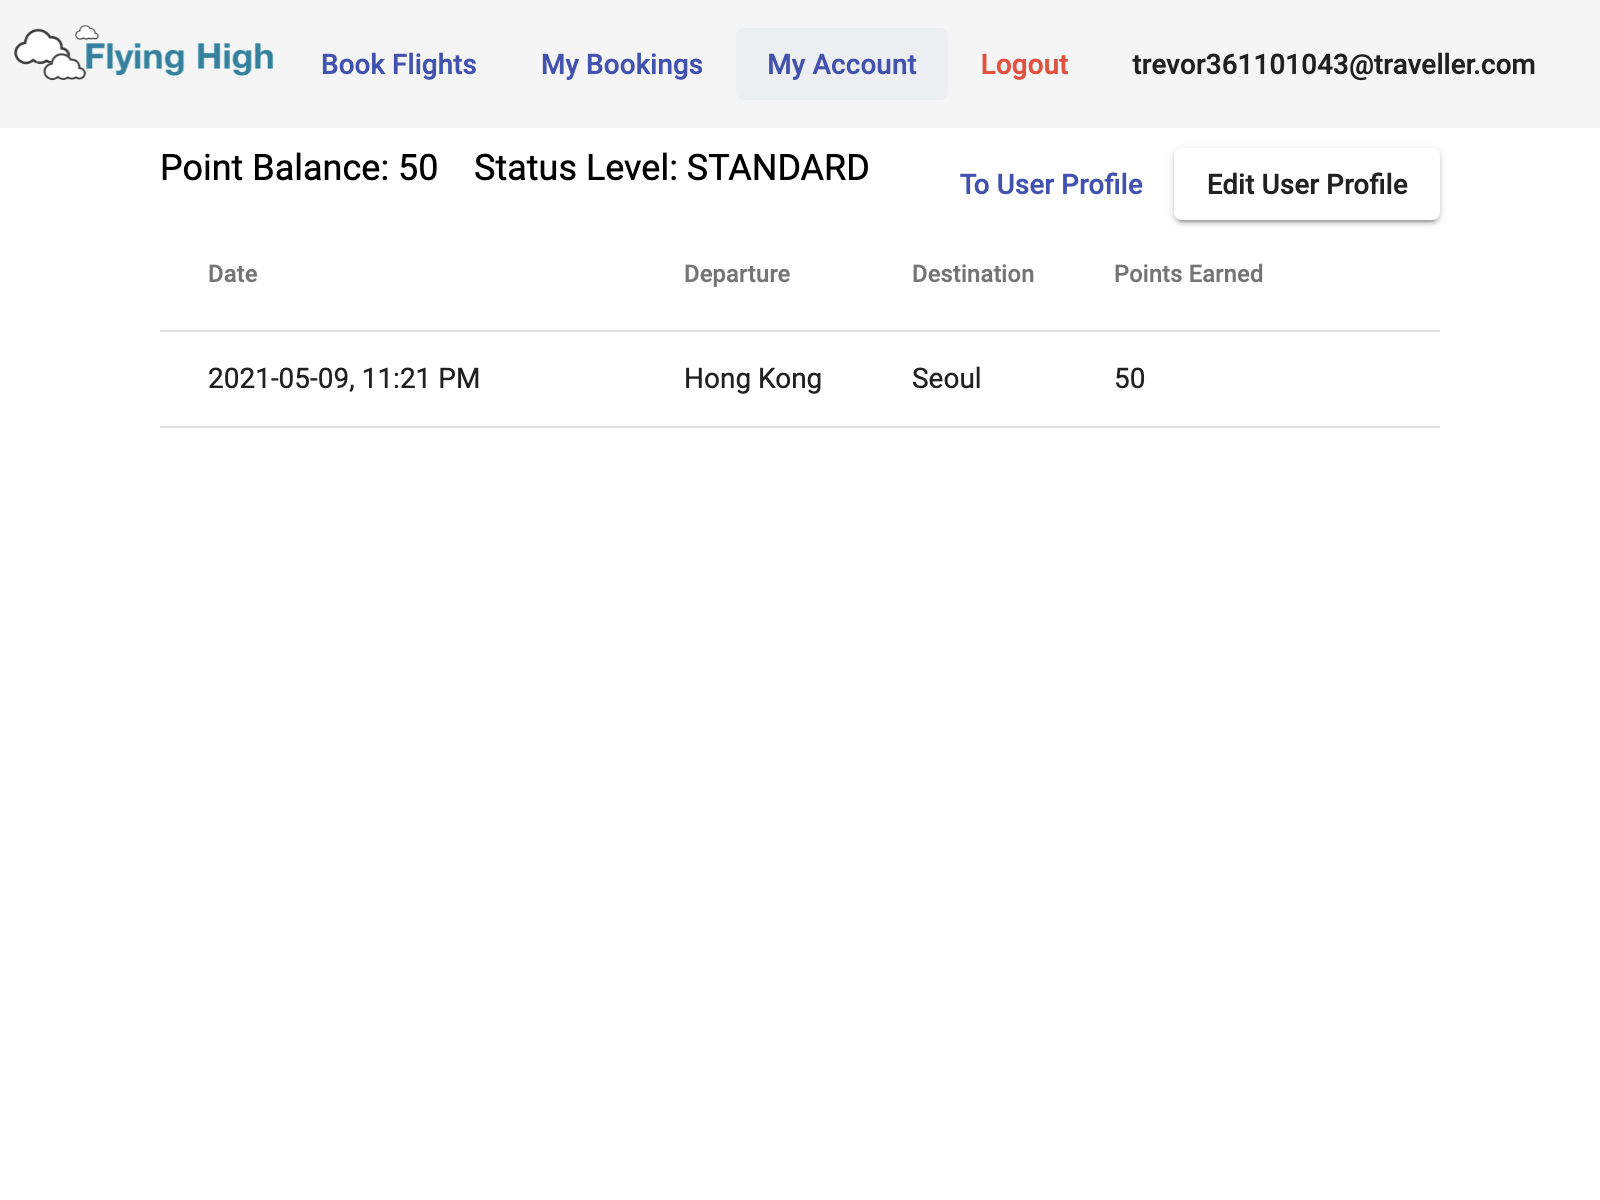 Flying High Book Flights My Bookings My Account Logout trevor361101043@traveller.com
Point Balance: 50 Status Level: STANDARD To User Profile Edit User Profile
Date Departure Destination Points Earned
2021-05-09, 11:21 PM Hong Kong Seoul 50